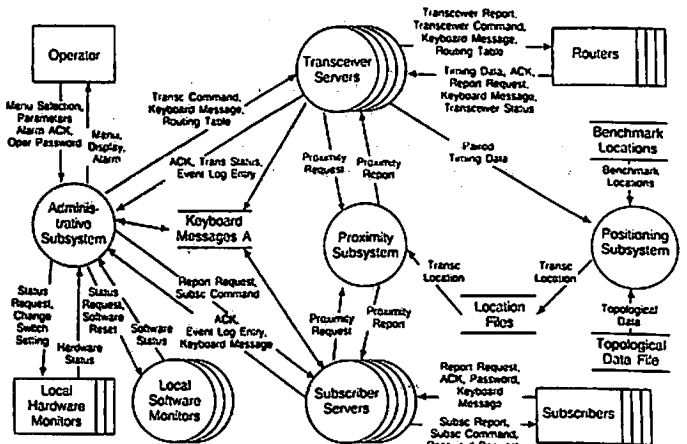 Operator
Menu Selection,
Parameters
Alarm ACK,
Oper Password
Menu,
Display,
Alarm
Transc Command,
Keyboard Message,
Routing Table
Transceiver
Servers
Transceiver Report,
Transceiver Command,
Keyboard Message,
Routing Table
Routers
Timing Data, ACK,
Report Request,
Keyboard Message,
Transceiver Status
ACK, Trans Status,
Event Log Entry
Proximity
Request
Proximity
Report
Paired
Timing Data
Benchmark
Locations
Benchmark
Locations
Adminis-
trative
Subsystem
Keyboard
Messages A
Proximity
Subsystem
Positioning
Subsystem
Transc
Location
Transc
Location
Location
Files
Topological
Data
Topological
Data File
Report Request,
Subsc Command
ACK,
Event Log Entry,
Keyboard Message
Proximity
Request
Proximity
Report
Status
Request,
Change
Switch
Setting
Hardware
Status
Status
Request,
Software
Reset
Software
Status
Local
Hardware
Monitors
Local
Software
Monitors
Subscriber
Servers
Report Request,
ACK, Password,
Keyboard
Message
Subscribers
Subsc Report,
Subsc Command,